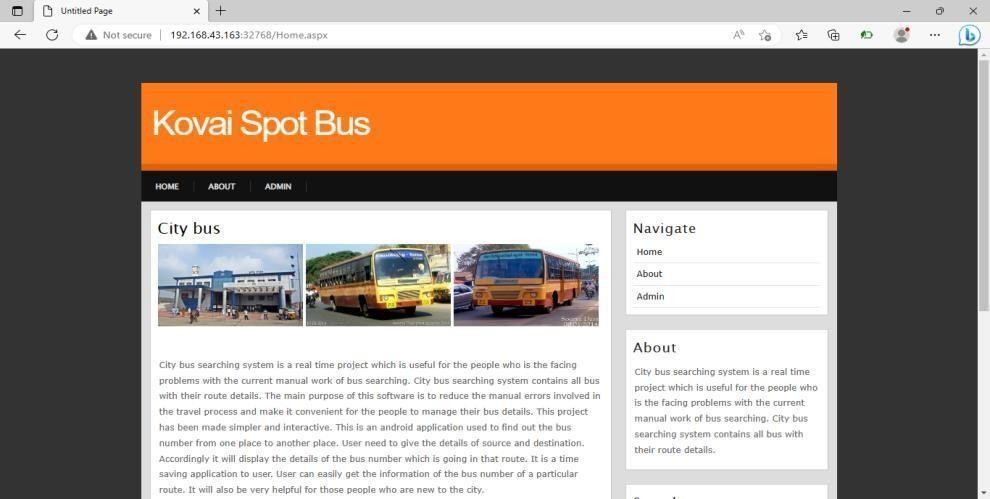 Untitled Page
Not secure
192.168.43.163:32768/Home.aspx
Kovai Spot Bus
HOME
ABOUT
ADMIN
City bus
City bus searching system is a real time project which is useful for the people who is the facing
problems with the current manual work of bus searching. City bus searching system contains all bus
with their route details. The main purpose of this software is to reduce the manual errors involved in
the travel process and make it convenient for the people to manage their bus details. This project
has been made simpler and interactive. This is an android application used to find out the bus
number from one place to another place. User need to give the details of source and destination.
Accordingly it will display the details of the bus number which is going in that route. It is a time
saving application to user. User can easily get the information of the bus number of a particular
route. It will also be very helpful for those people who are new to the city.
Navigate
Home
About
Admin
About
City bus searching system is a real time
project which is useful for the people who
is the facing problems with the current
manual work of bus searching. City bus
searching system contains all bus with
their route details.